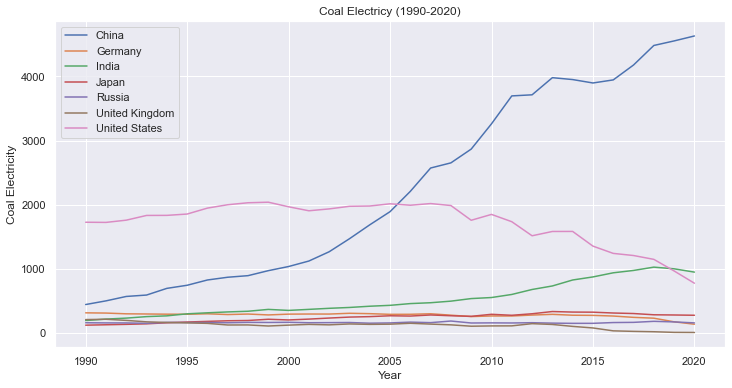 Coal Electricy (1990-2020)
China
Germany
India
Japan
Russia
United Kingdom
United States
Coal Electricity
4000
3000
2000
1000
0
1990
1995
2000
2005
2010
2015
2020
Year